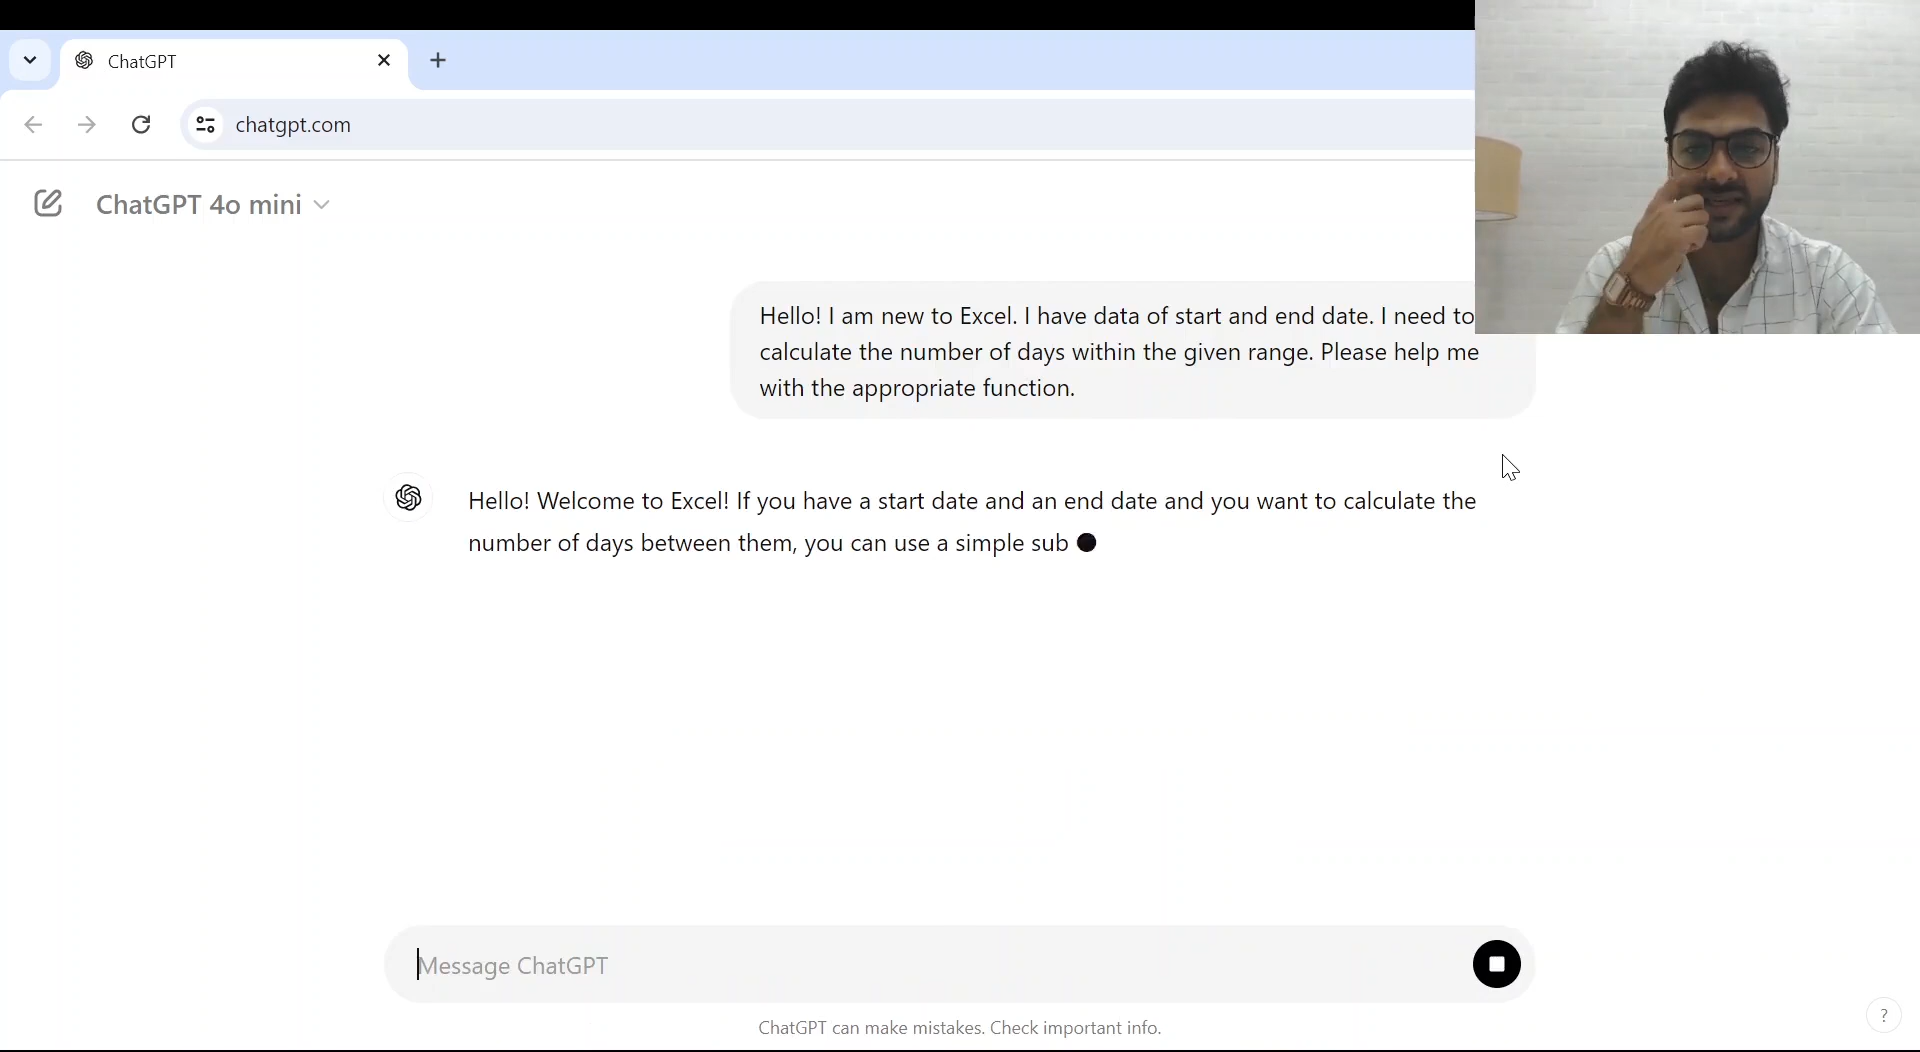 ChatGPT
chatgpt.com
ChatGPT 4o mini
Hello! I am new to Excel. I have data of start and end date. I need to
calculate the number of days within the given range. Please help me
with the appropriate function.
Hello! Welcome to Excel! If you have a start date and an end date and you want to calculate the
number of days between them, you can use a simple sub
Message ChatGPT
ChatGPT can make mistakes. Check important info.
?